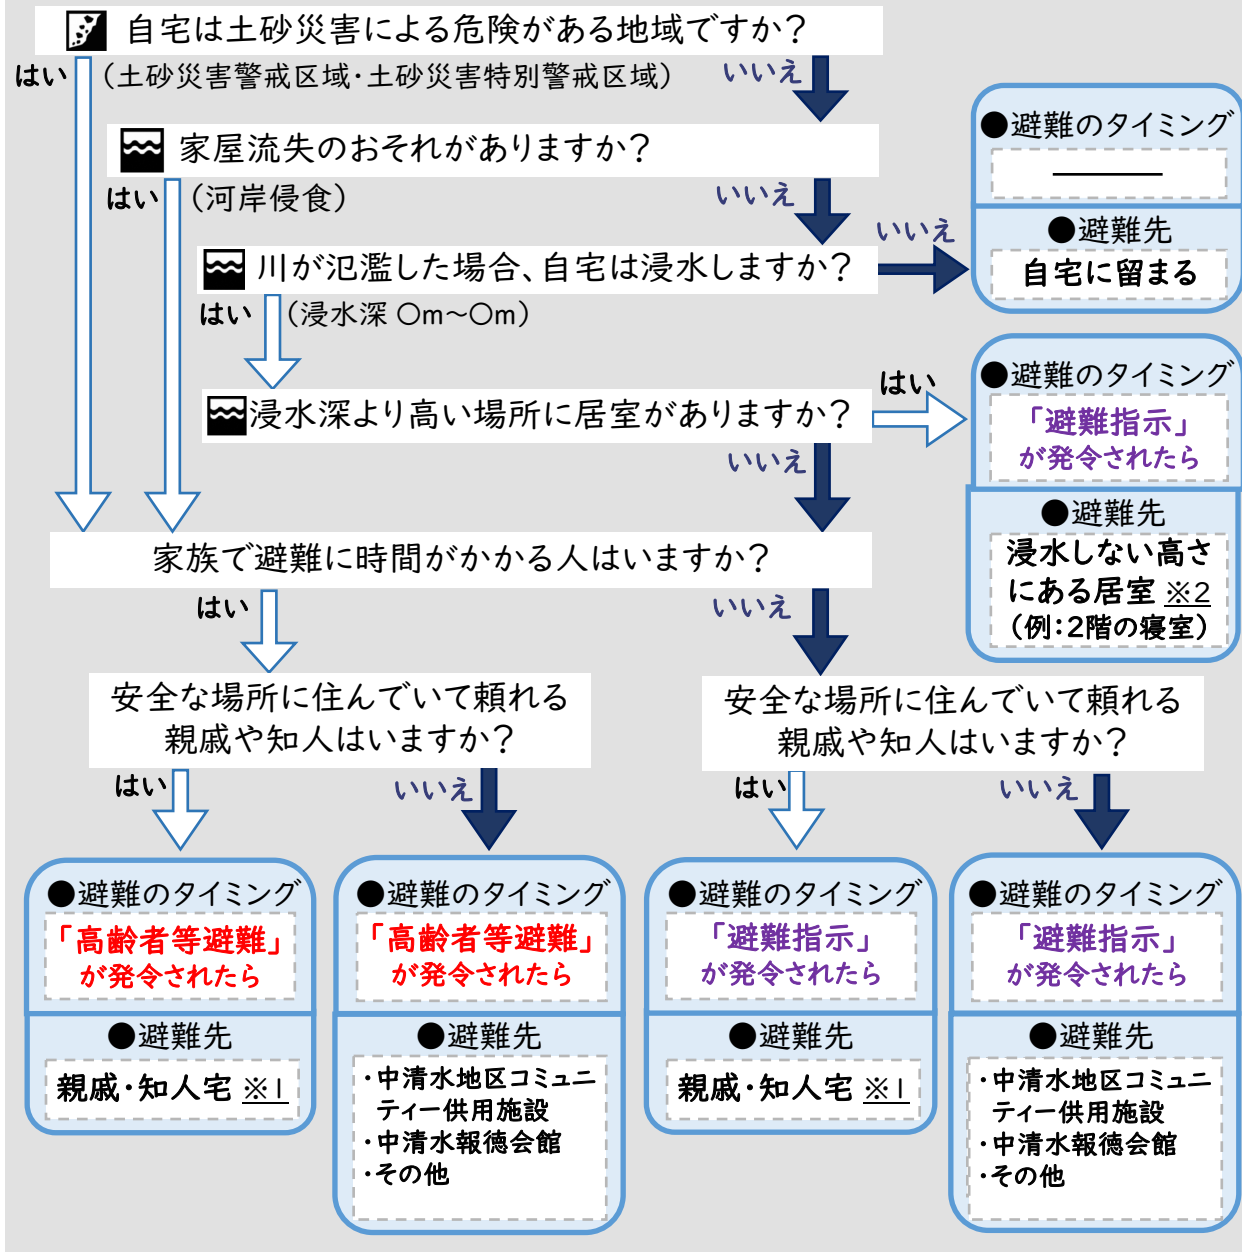 自宅は土砂災害による危険がある地域ですか?
はい
(土砂災害警戒区域・土砂災害特別警戒区域)
いいえ
家屋流失のおそれがありますか?
はい
(河岸侵食)
いいえ
川が氾濫した場合、自宅は浸水しますか?
いいえ
はい
(浸水深 〇m~〇m)
●避難のタイミング
――――
●避難先
自宅に留まる
浸水深より高い場所に居室がありますか?
はい
いいえ
●避難のタイミング
「避難指示」
が発令されたら
●避難先
浸水しない高さ
にある居室 ※2
(例:2階の寝室)
家族で避難に時間がかかる人はいますか?
はい
いいえ
安全な場所に住んでいて頼れる
親戚や知人はいますか?
はい
いいえ
安全な場所に住んでいて頼れる
親戚や知人はいますか?
はい
いいえ
●避難のタイミング
「高齢者等避難」
が発令されたら
●避難先
親戚・知人宅 ※1
●避難のタイミング
「高齢者等避難」
が発令されたら
●避難先
・中清水地区コミュニ
ティー供用施設
・中清水報徳会館
・その他
●避難のタイミング
「避難指示」
が発令されたら
●避難先
親戚・知人宅 ※1
●避難のタイミング
「避難指示」
が発令されたら
●避難先
・中清水地区コミュニ
ティー供用施設
・中清水報徳会館
・その他